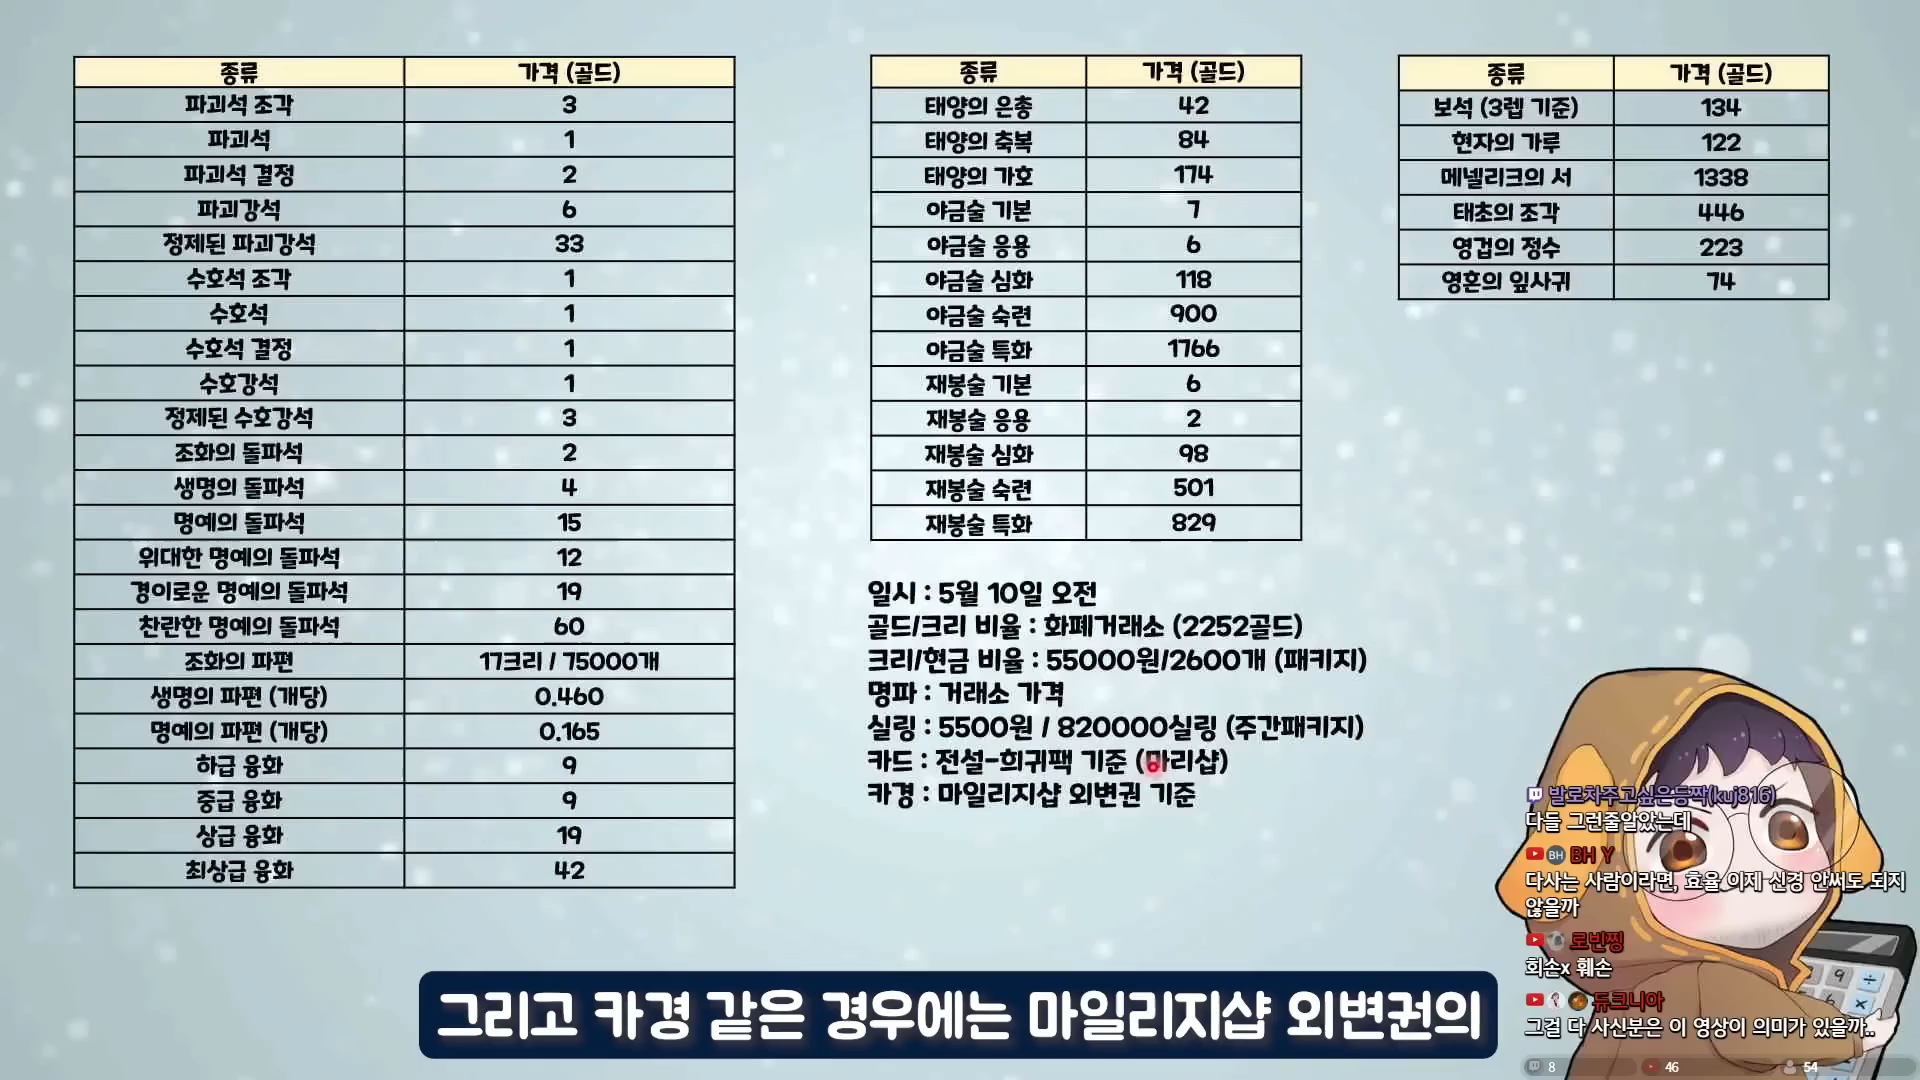 종류 가격 (골드)
파괴석 조각 3
파괴석 1
파괴석 결정 2
파괴강석 6
정제된 파괴강석 33
수호석 조각 1
수호석 1
수호석 결정 1
수호강석 1
정제된 수호강석 3
조화의 돌파석 2
생명의 돌파석 4
명예의 돌파석 15
위대한 명예의 돌파석 12
경이로운 명예의 돌파석 19
찬란한 명예의 돌파석 60
조화의 파편 17크리 / 75000개
생명의 파편 (개당) 0.460
명예의 파편 (개당) 0.165
하급 융화 9
중급 융화 9
상급 융화 19
최상급 융화 42
종류 가격 (골드)
태양의 은총 42
태양의 축복 84
태양의 가호 174
야금술 기본 7
야금술 응용 6
야금술 심화 118
야금술 숙련 900
야금술 특화 1766
재봉술 기본 6
재봉술 응용 2
재봉술 심화 98
재봉술 숙련 501
재봉술 특화 829
종류 가격 (골드)
보석 (3렙 기준) 134
현자의 가루 122
메넬리크의 서 1338
태초의 조각 446
영겁의 정수 223
영혼의 잎사귀 74
일시 : 5월 10일 오전
골드/크리 비율 : 화폐거래소 (2252골드)
크리/현금 비율 : 55000원/2600개 (패키지)
명파 : 거래소 가격
실링 : 5500원 / 820000실링 (주간패키지)
카드 : 전설-희귀팩 기준 (마리샵)
카경 : 마일리지샵 외변권 기준
발로차주고싶은등짝(kuj816)
다들 그런줄알았는데
BH BH Y
다사는 사람이라면, 효율 이제 신경 안써도 되지
않을까
로빈찡
회손x 훼손
듀크니아
그걸 다 사신분은 이 영상이 의미가 있을까..
9 ÷
6 ×
8 46 54
그리고 카경 같은 경우에는 마일리지샵 외변권의